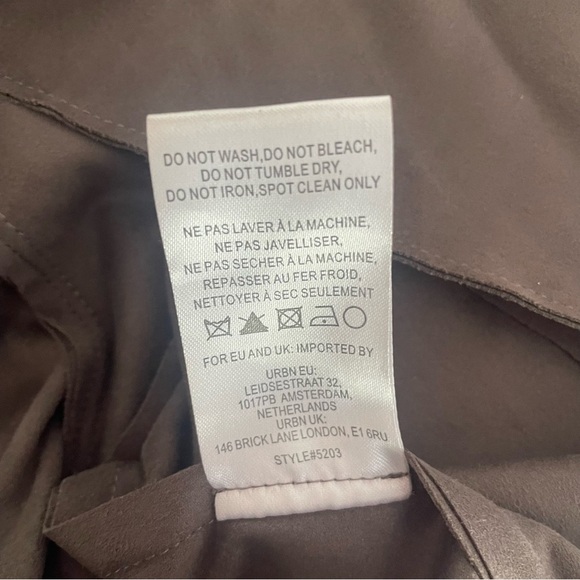 DO NOT WASH,DO NOT BLEACH,
DO NOT TUMBLE DRY,
DO NOT IRON,SPOT CLEAN ONLY
NE PAS LAVER À LA MACHINE,
NE PAS JAVELLISER,
NE PAS SECHER À LA MACHINE,
REPASSER AU FER FROID,
NETTOYER À SEC SEULEMENT
FOR EU AND UK: IMPORTED BY
URBN EU:
LEIDSESTRAAT 32,
1017PB AMSTERDAM,
NETHERLANDS
URBN UK:
146 BRICK LANE LONDON, E1 6RU
STYLE#5203